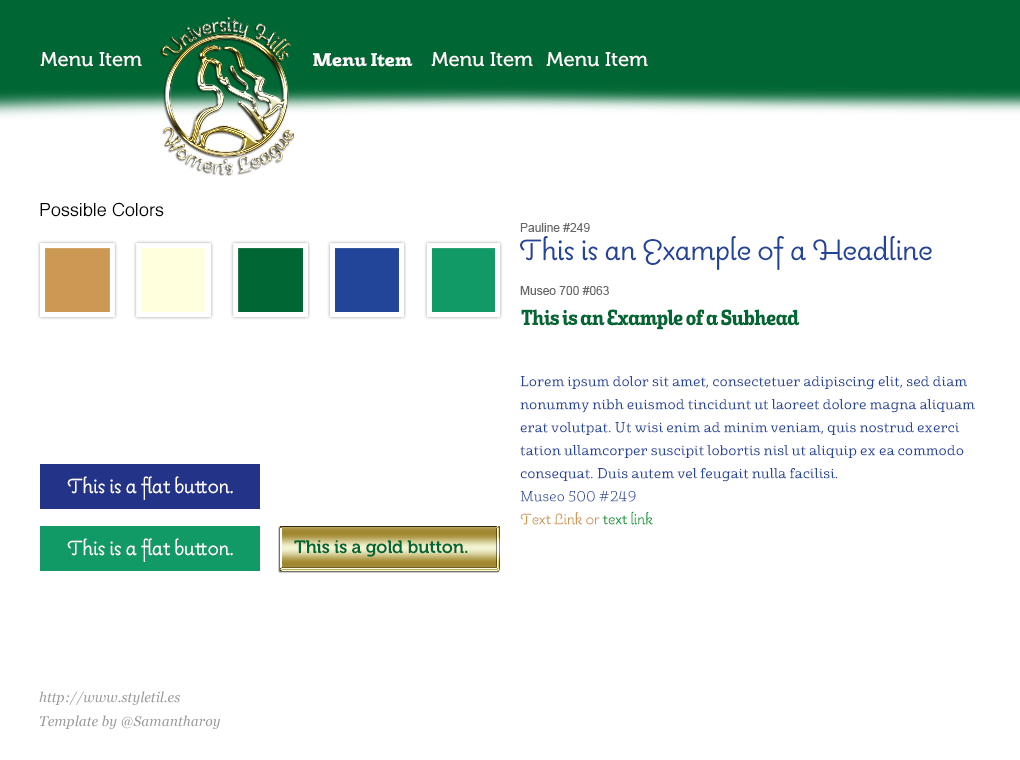 Menu Item
University Hills
Women's League
Menu Item
Menu Item
Menu Item
Possible Colors
Pauline #249
This is an Example of a Headline
Museo 700 #063
This is an Example of a Subhead
Lorem ipsum dolor sit amet, consectetuer adipiscing elit, sed diam
nonummy nibh euismod tincidunt ut laoreet dolore magna aliquam
erat volutpat. Ut wisi enim ad minim veniam, quis nostrud exerci
tation ullamcorper suscipit lobortis nisl ut aliquip ex ea commodo
consequat. Duis autem vel feugait nulla facilisi.
Museo 500 #249
Text Link or text link
This is a flat button.
This is a flat button.
This is a gold button.
http://www.styletil.es
Template by @Samantharoy